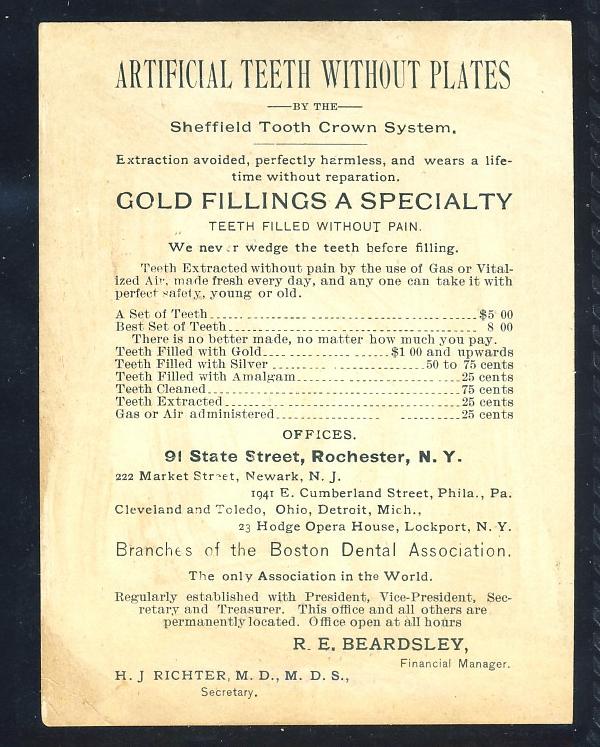 ARTIFICIAL TEETH WITHOUT PLATES
—BY THE—
Sheffield Tooth Crown System.
Extraction avoided, perfectly harmless, and wears a life-
time without reparation.
GOLD FILLINGS A SPECIALTY
TEETH FILLED WITHOUT PAIN.
We never wedge the teeth before filling.
Teeth Extracted without pain by the use of Gas or Vital-
ized Air, made fresh every day, and any one can take it with
perfect safety, young or old.
A Set of Teeth $5 00
Best Set of Teeth 8 00
There is no better made, no matter how much you pay.
Teeth Filled with Gold $1 00 and upwards
Teeth Filled with Silver 50 to 75 cents
Teeth Filled with Amalgam 25 cents
Teeth Cleaned 75 cents
Teeth Extracted 25 cents
Gas or Air administered 25 cents
OFFICES.
91 State Street, Rochester, N. Y.
222 Market Street, Newark, N. J.
1941 E. Cumberland Street, Phila., Pa.
Cleveland and Toledo, Ohio, Detroit, Mich.,
23 Hodge Opera House, Lockport, N. Y.
Branches of the Boston Dental Association.
The only Association in the World.
Regularly established with President, Vice-President, Sec-
retary and Treasurer. This office and all others are
permanently located. Office open at all hours
R. E. BEARDSLEY,
Financial Manager.
H. J RICHTER, M. D., M. D. S.,
Secretary.